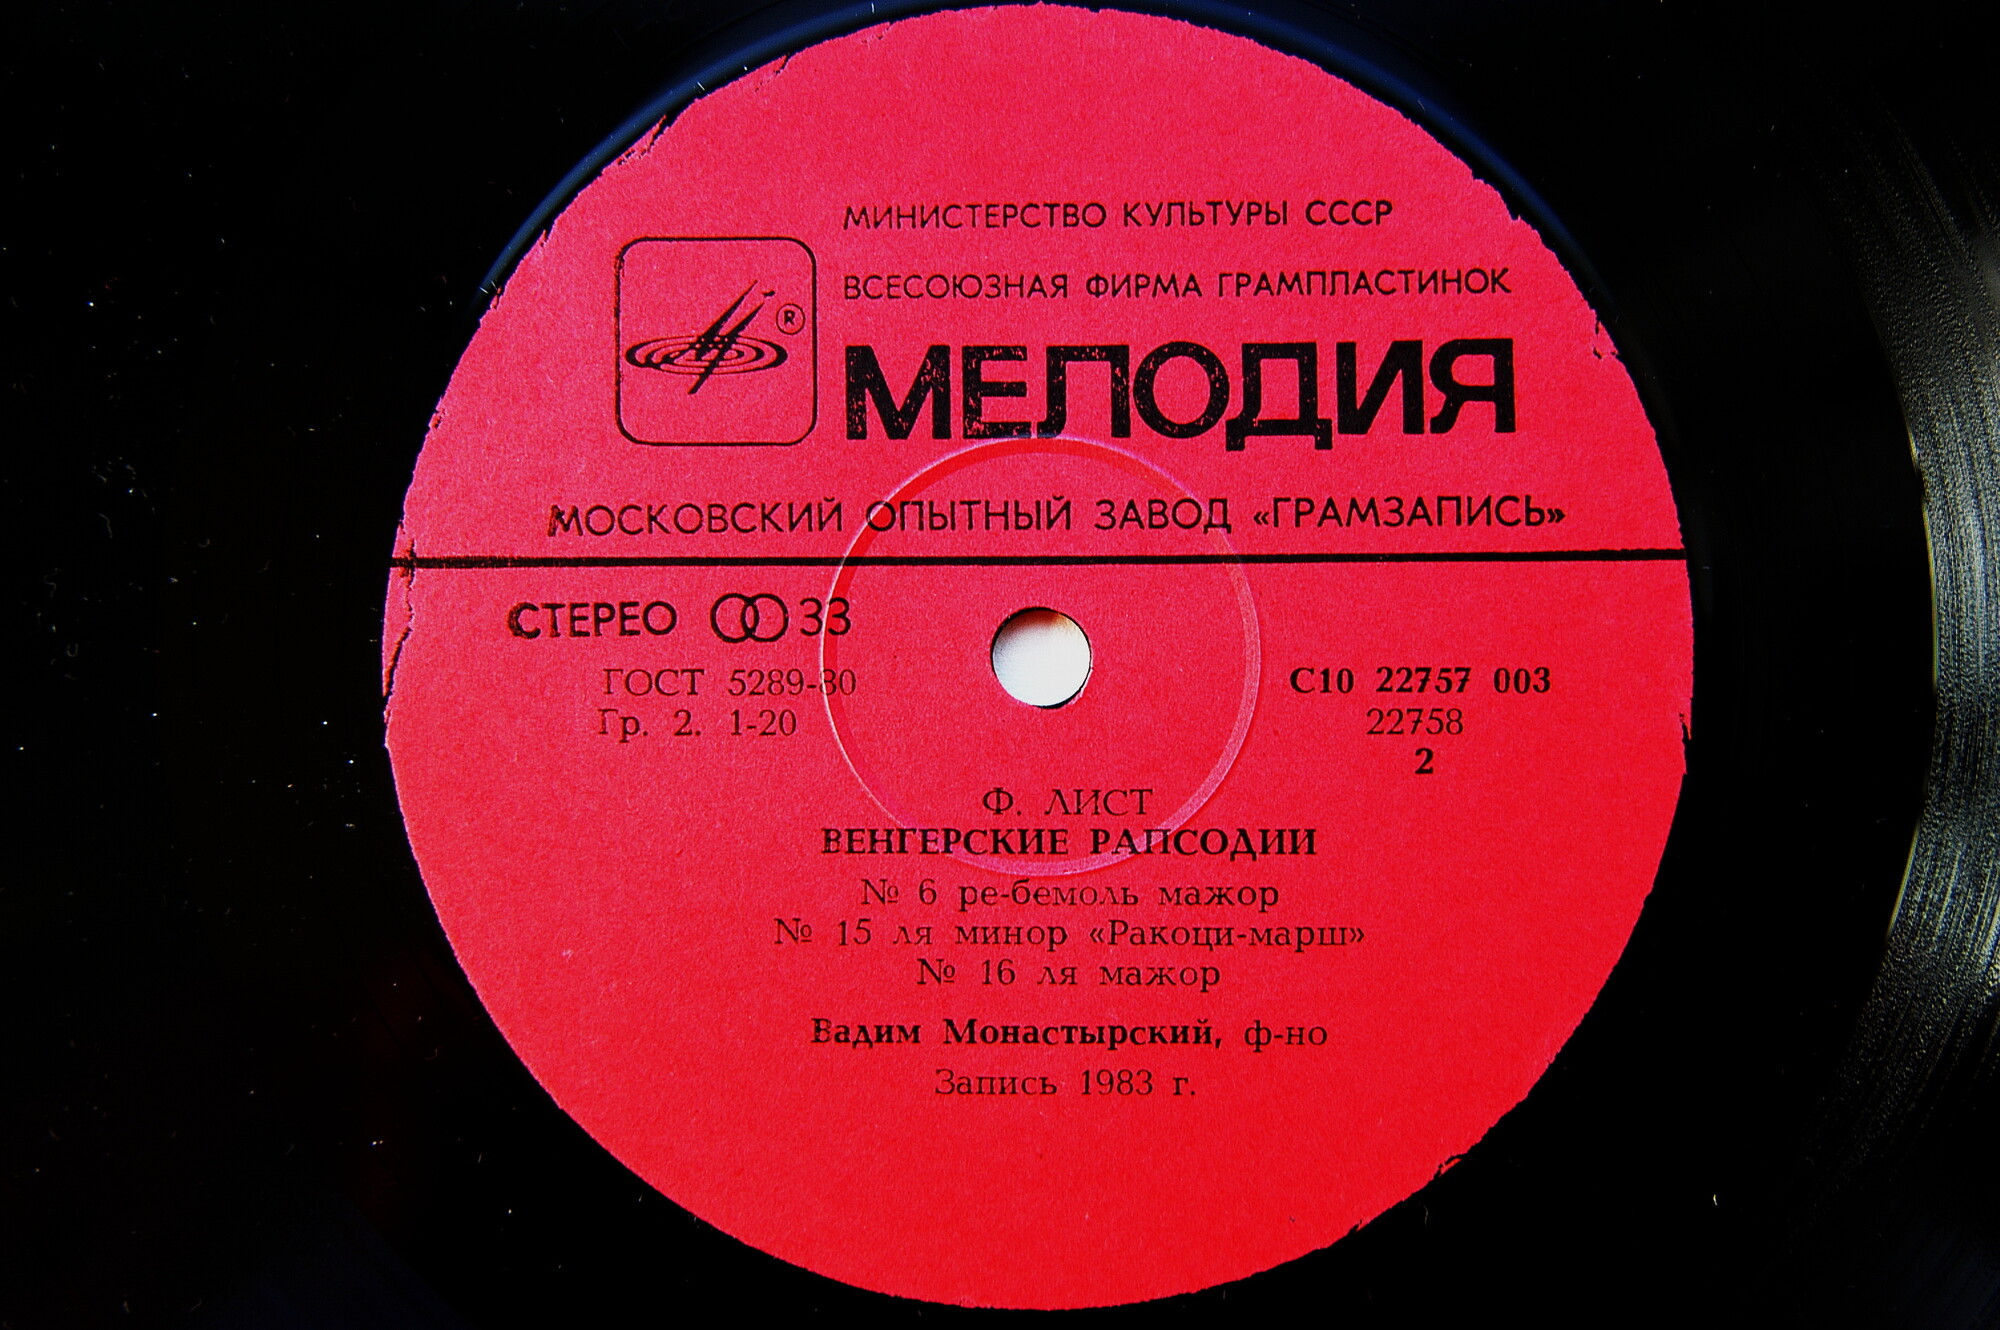 МИНИСТЕРСТВО КУЛЬТУРЫ СССР
ВСЕСОЮЗНАЯ ФИРМА ГРАМПЛАСТИНОК
®
МЕЛОДИЯ
МОСКОВСКИЙ ОПЫТНЫЙ ЗАВОД «ГРАМЗАПИСЬ»
СТЕРЕО 33
ГОСТ 5289-80
Гр. 2. 1-20
С10 22757 003
22758
2
Ф. ЛИСТ
ВЕНГЕРСКИЕ РАПСОДИИ
№ 6 ре-бемоль мажор
№ 15 ля минор «Ракоци-марш»
№ 16 ля мажор
Вадим Монастырский, ф-но
Запись 1983 г.